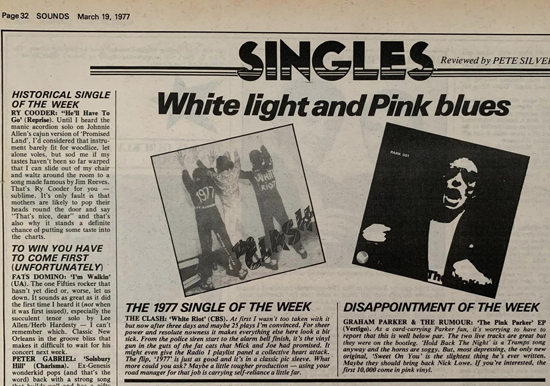 Page 32 SOUNDS March 19, 1977
SINGLES
Reviewed by PETE SILVE
White light and Pink blues
HISTORICAL SINGLE
OF THE WEEK
RY COODER: "He'll Have To
Go' (Reprise). Until I heard the
manic acordion solo on Johnnie
Allen's cajun version of 'Promised
Land', I'd considered that instru-
ment barely fit for woodlice, let
alone voles, but sod me if my
tastes haven't been so far warped
that I can slide out of my chair
and waltz around the room to a
song made famous by Jim Reeves.
That's Ry Cooder for you —
sublime. It's only fault is that
mothers are likely to pop their
heads round the door and say
"That's nice, dear" and that's
also why it stands a definite
chance of putting some taste into
the charts.
TO WIN YOU HAVE
TO COME FIRST
(UNFORTUNATELY)
FATS DOMINO: 'I'm Walkin'
(UA). The one Fifties rocker that
hasn't yet died or, worse, let us
down. It sounds as great as it did
the first time I heard it (not when
it was first issued), especially the
succulent tenor solo by Lee
Allen/Herb Hardesty — I can't
remember which. Classic New
Orleans in the groove bliss that
makes it difficult to wait for his
concert next week.
PETER GABRIEL: 'Solsbury
Hill' (Charisma). Ex-Genesis
wonderkid pops (and that's the
word) back with a strong song
1977
WHITE
RIOT
PARK IN
THE 1977 SINGLE OF THE WEEK
THE CLASH: 'White Riot' (CBS). At first I wasn't too taken with it
but now after three days and maybe 25 plays I'm convinced. For sheer
power and resolute nowness it makes everything else here look a bit
sick. From the police siren start to the alarm bell finish, it's the vinyl
gun in the guts of the fat cats that Mick and Joe had promised. It
might even give the Radio 1 playlist panel a collective heart attack.
The flip, '1977' is just as good and it's in a classic pic sleeve. What
more could you ask? Maybe a little tougher production — using your
road manager for that job is carrying self-reliance a little far.
DISAPPOINTMENT OF THE WEEK
GRAHAM PARKER & THE RUMOUR: 'The Pink Parker' EP
(Vertigo). As a card-carrying Parker fan, it's worrying to have to
report that this is well below par. The two live tracks are great but
they were on the bootleg. 'Hold Back The Night' is a Trumps song
anyway and the horns are soggy. But, most depressing, the only new
original, 'Sweet On You' is the slightest thing he's ever written.
Maybe they should bring back Nick Lowe. If you're interested, the
first 10,000 come in pink vinyl.